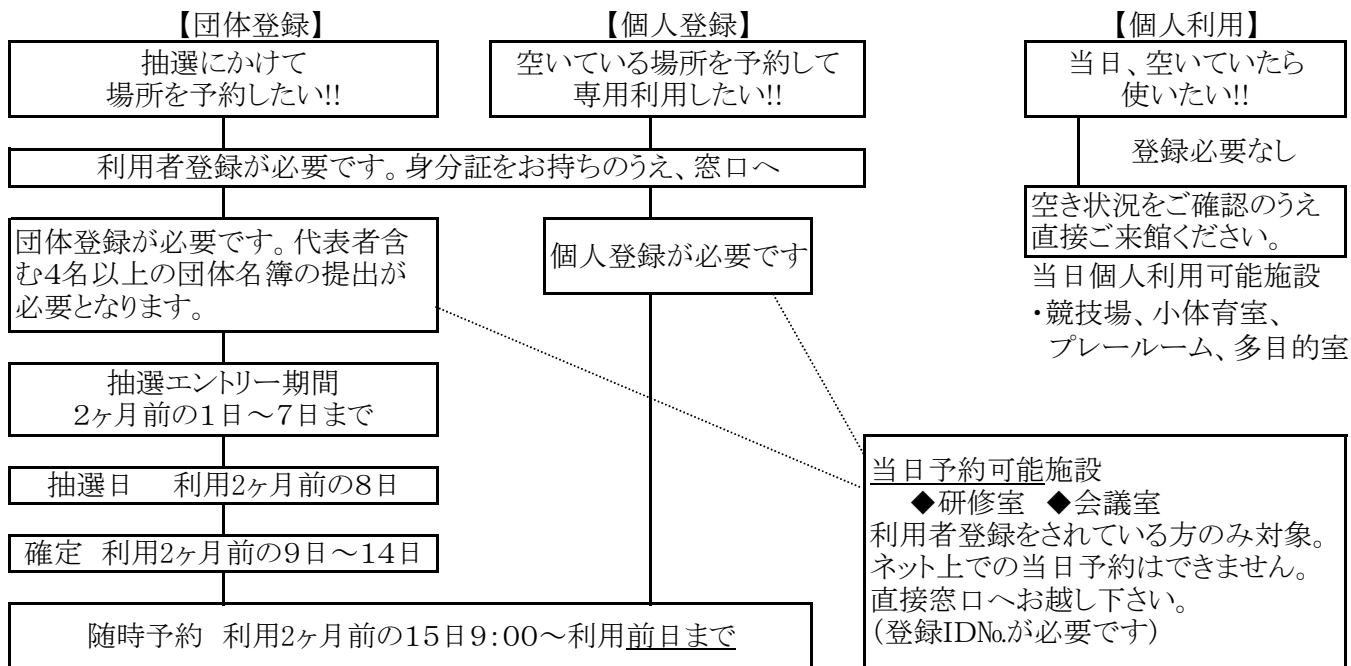 【団体登録】
抽選にかけて
場所を予約したい!!
【個人登録】
空いている場所を予約して
専用利用したい!!
【個人利用】
当日、空いていたら
使いたい!!
利用者登録が必要です。身分証をお持ちのうえ、窓口へ
登録必要なし
団体登録が必要です。代表者含
む4名以上の団体名簿の提出が
必要となります。
個人登録が必要です
空き状況をご確認のうえ
直接ご来館ください。
当日個人利用可能施設
・競技場、小体育室、
プレールーム、多目的室
抽選エントリー期間
2ヶ月前の1日～7日まで
抽選日　利用2ヶ月前の8日
確定 利用2ヶ月前の9日～14日
随時予約 利用2ヶ月前の15日9:00～利用前日まで
当日予約可能施設
◆研修室 ◆会議室
利用者登録をされている方のみ対象。
ネット上での当日予約はできません。
直接窓口へお越し下さい。
(登録ID№が必要です)